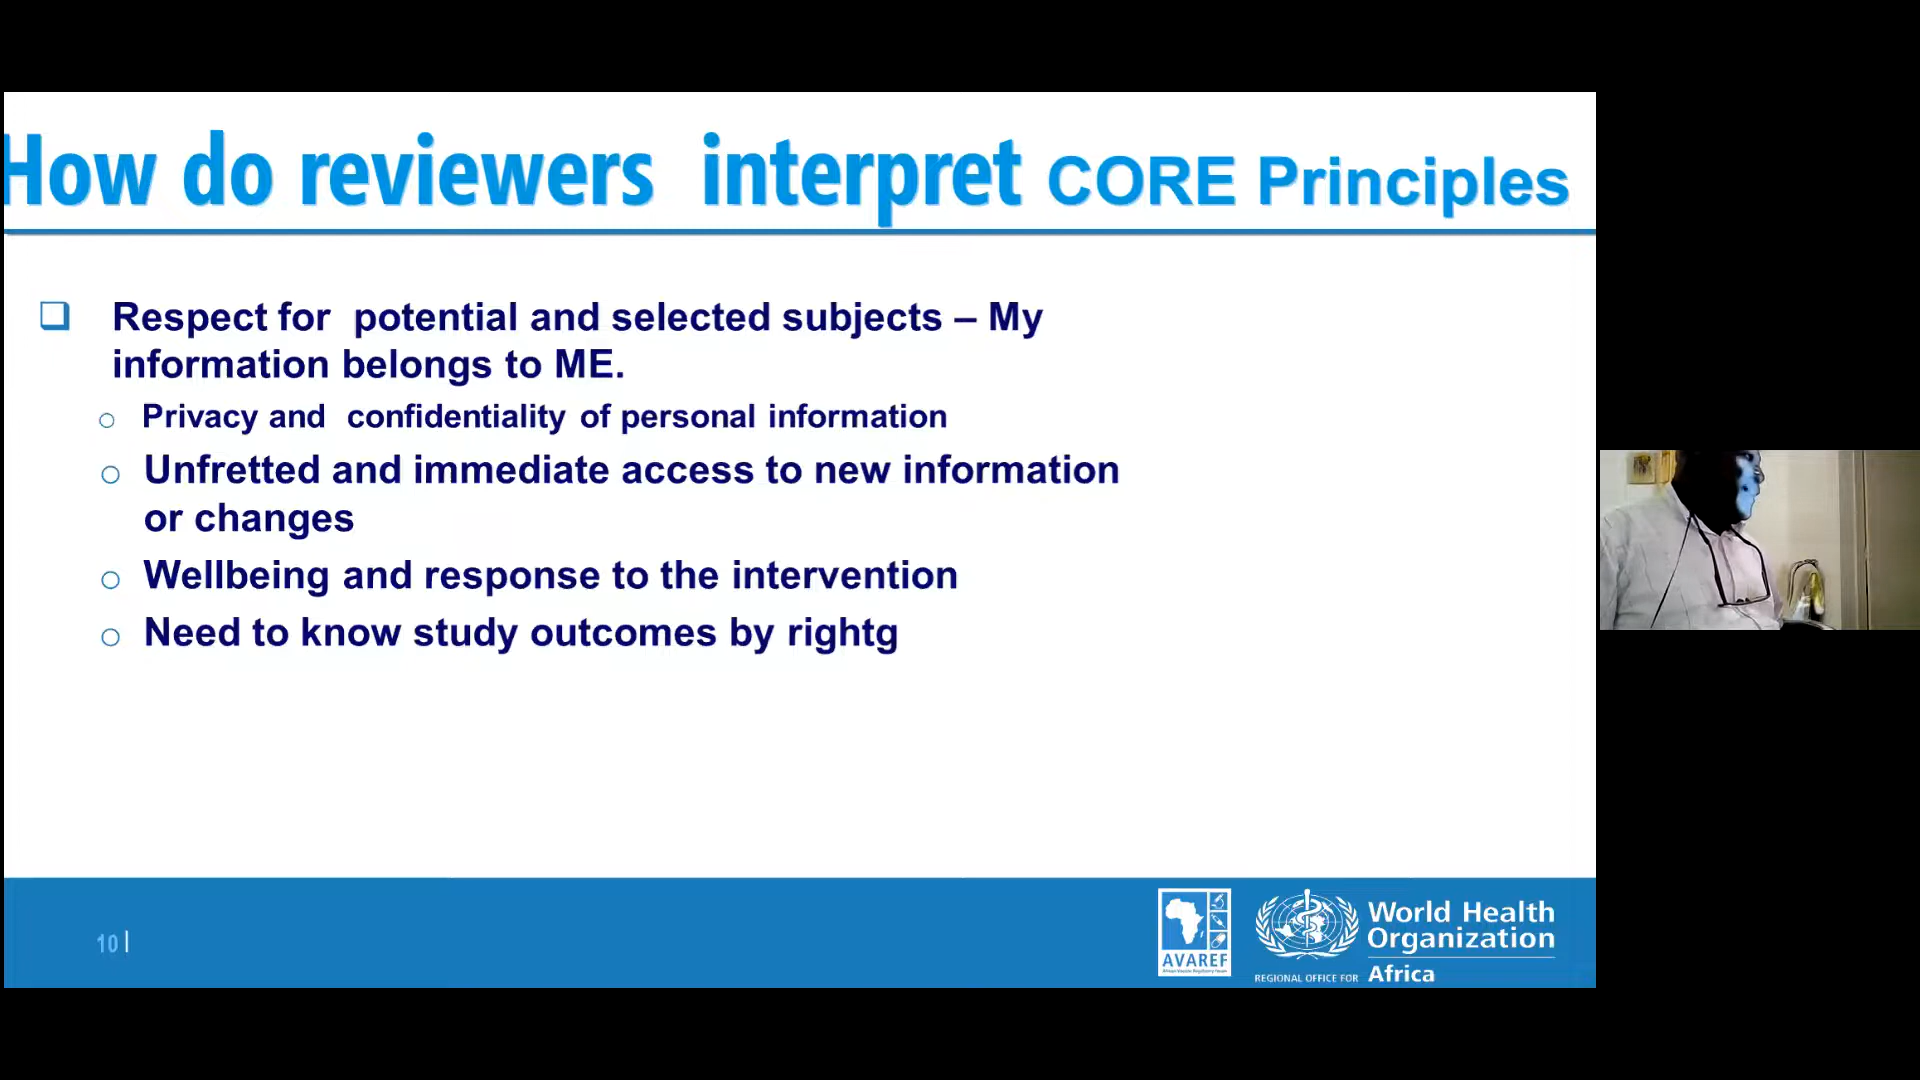 How do reviewers interpret CORE Principles
Respect for potential and selected subjects – My
information belongs to ME.
Privacy and confidentiality of personal information
Unfretted and immediate access to new information
or changes
Wellbeing and response to the intervention
Need to know study outcomes by rightg
10 |
AVAREF
World Health
Organization
REGIONAL OFFICE FOR Africa